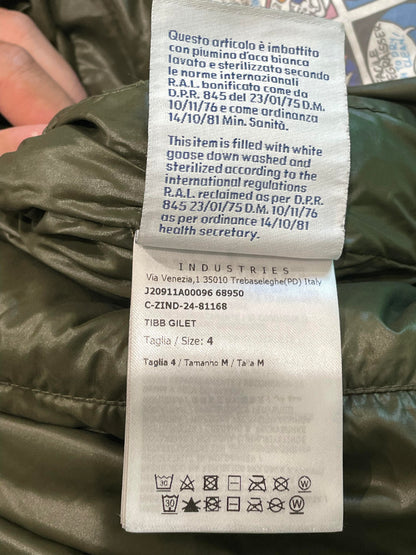 Questo articolo è imbottito
con piumino d'oca bianca
lavato e sterilizzato secondo
le norme internazionali
R.A.L. bonificato come da
D.P.R. 845 del 23/01/75 D.M.
10/11/76 e come ordinanza
14/10/81 Min. Sanità.
This item is filled with white
goose down washed and
sterilized according to the
international regulations
R.A.L. reclaimed as per D.P.R.
845 23/01/75 D.M. 10/11/76
as per ordinance 14/10/81
health secretary.
INDUSTRIES
Via Venezia,1 35010 Trebaseleghe(PD) Italy
J20911A00096 68950
C-ZIND-24-81168
TIBB GILET
Taglia / Size: 4
Taglia 4 / Tamanho M / Talla M
30
W
30
W